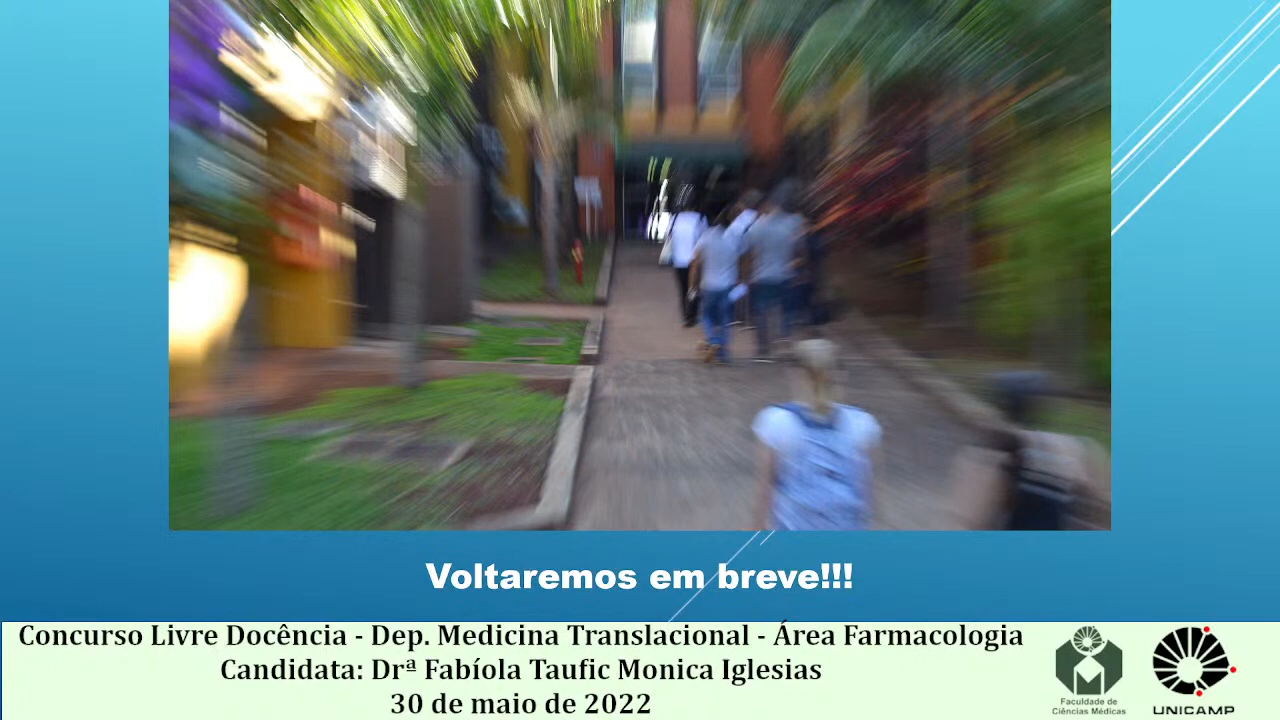 Voltaremos em breve!!!
Concurso Livre Docência - Dep. Medicina Translacional - Área Farmacologia
Candidata: Drª Fabíola Taufic Monica Iglesias
30 de maio de 2022
Faculdade de
Ciências Médicas
UNICAMP